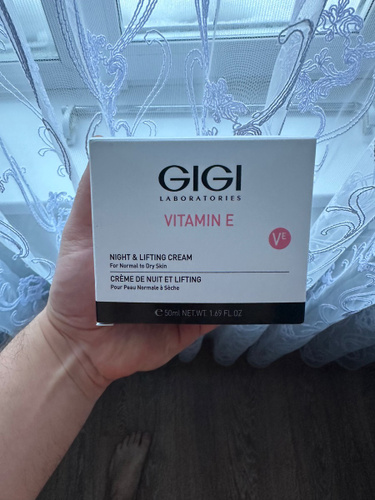 GIGI
LABORATORIES
VITAMIN E
VE
NIGHT & LIFTING CREAM
For Normal to Dry Skin
CRÈME DE NUIT ET LIFTING
Pour Peau Normale à Sèche
℮ 50ml NET.WT. 1.69 FL.OZ